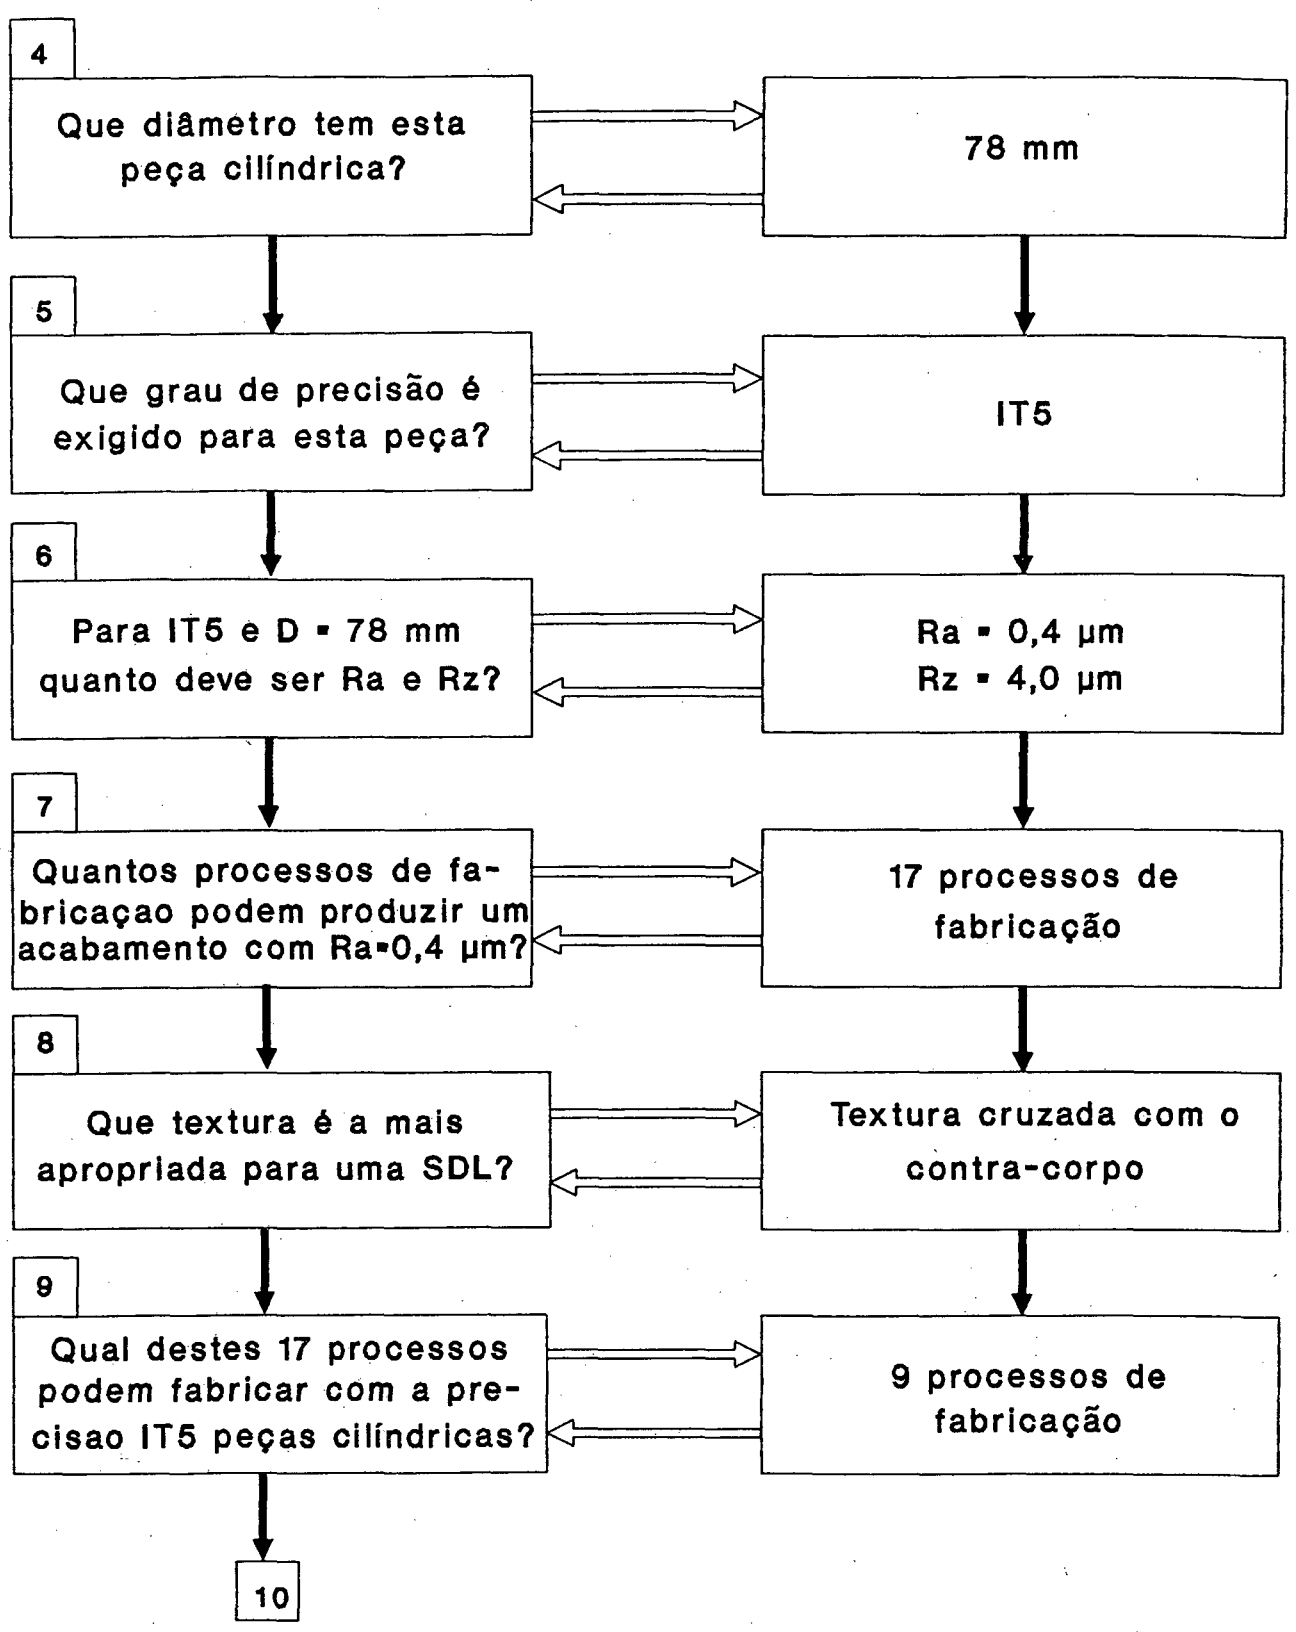 4
Que diâmetro tem esta
peça cilíndrica?
78 mm
5
Que grau de precisão é
exigido para esta peça?
IT5
6
Para IT5 e D = 78 mm
quanto deve ser Ra e Rz?
Ra = 0,4 µm
Rz = 4,0 µm
7
Quantos processos de fa-
bricaçao podem produzir um
acabamento com Ra=0,4 µm?
17 processos de
fabricação
8
Que textura é a mais
apropriada para uma SDL?
Textura cruzada com o
contra-corpo
9
Qual destes 17 processos
podem fabricar com a pre-
cisao IT5 peças cilíndricas?
9 processos de
fabricação
10